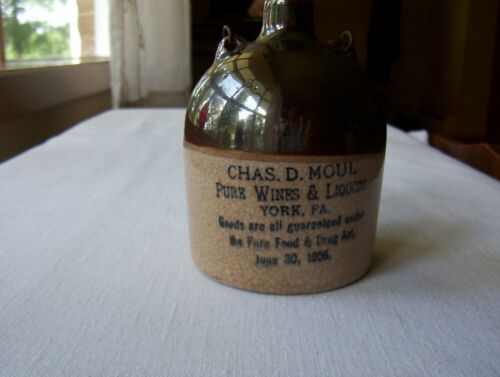 CHAS. D. MOUL
PURE WINES & LIQUORS
YORK, PA.
Goods are all guaranteed under
the Pure Food & Drug Act,
June 30, 1906.